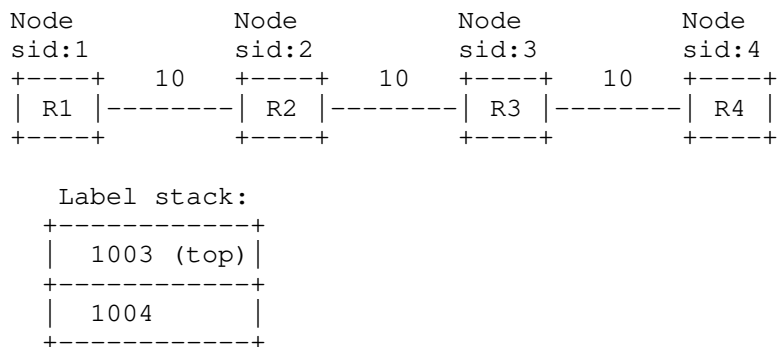 Node Node Node Node
sid:1 sid:2 sid:3 sid:4
+----+ 10 +----+ 10 +----+ 10 +----+
| R1 |--------| R2 |--------| R3 |--------| R4 |
+----+ +----+ +----+ +----+
Label stack:
+------------+
| 1003 (top)|
+------------+
| 1004 |
+------------+